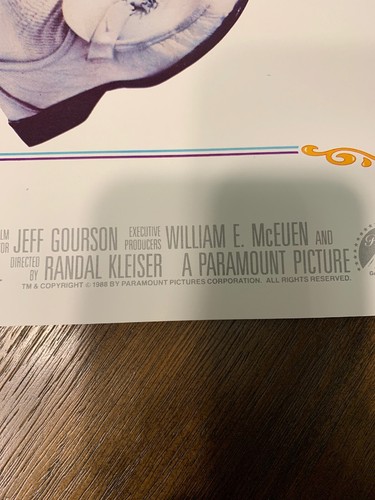 JEFF GOURSON EXECUTIVE PRODUCERS WILLIAM E. McEUEN AND
DIRECTED BY RANDAL KLEISER A PARAMOUNT PICTURE
TM & COPYRIGHT © 1988 BY PARAMOUNT PICTURES CORPORATION. ALL RIGHTS RESERVED.